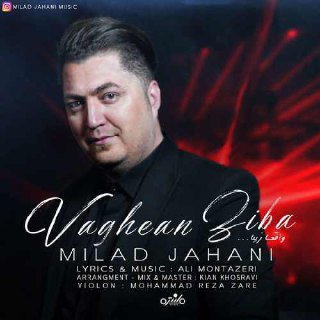 MILAD JAHANI MUSIC
Vaghean Ziba
واقعا زیبا...
MILAD JAHANI
LYRICS & MUSIC : ALI MONTAZERI
ARRANGMENT - MIX & MASTER : KIAN KHOSRAVI
VIOLON : MOHAMMAD REZA ZARE